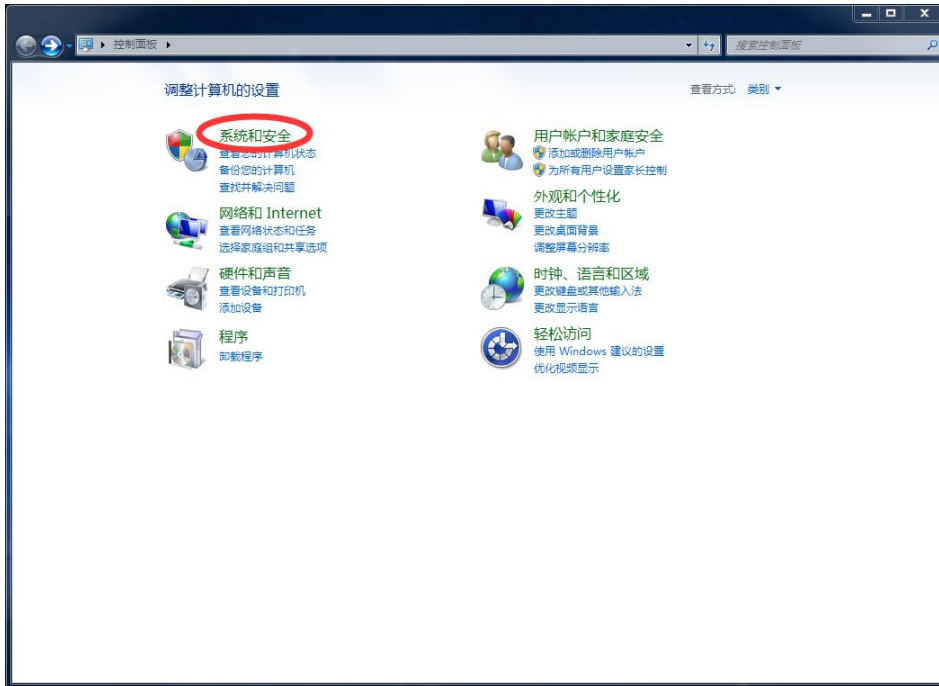 控制面板
搜索控制面板
调整计算机的设置
查看方式: 类别
系统和安全
查看您的计算机状态
备份您的计算机
查找并解决问题
网络和 Internet
查看网络状态和任务
选择家庭组和共享选项
硬件和声音
查看设备和打印机
添加设备
程序
卸载程序
用户帐户和家庭安全
添加或删除用户帐户
为所有用户设置家长控制
外观和个性化
更改主题
更改桌面背景
调整屏幕分辨率
时钟、语言和区域
更改键盘或其他输入法
更改显示语言
轻松访问
使用 Windows 建议的设置
优化视频显示